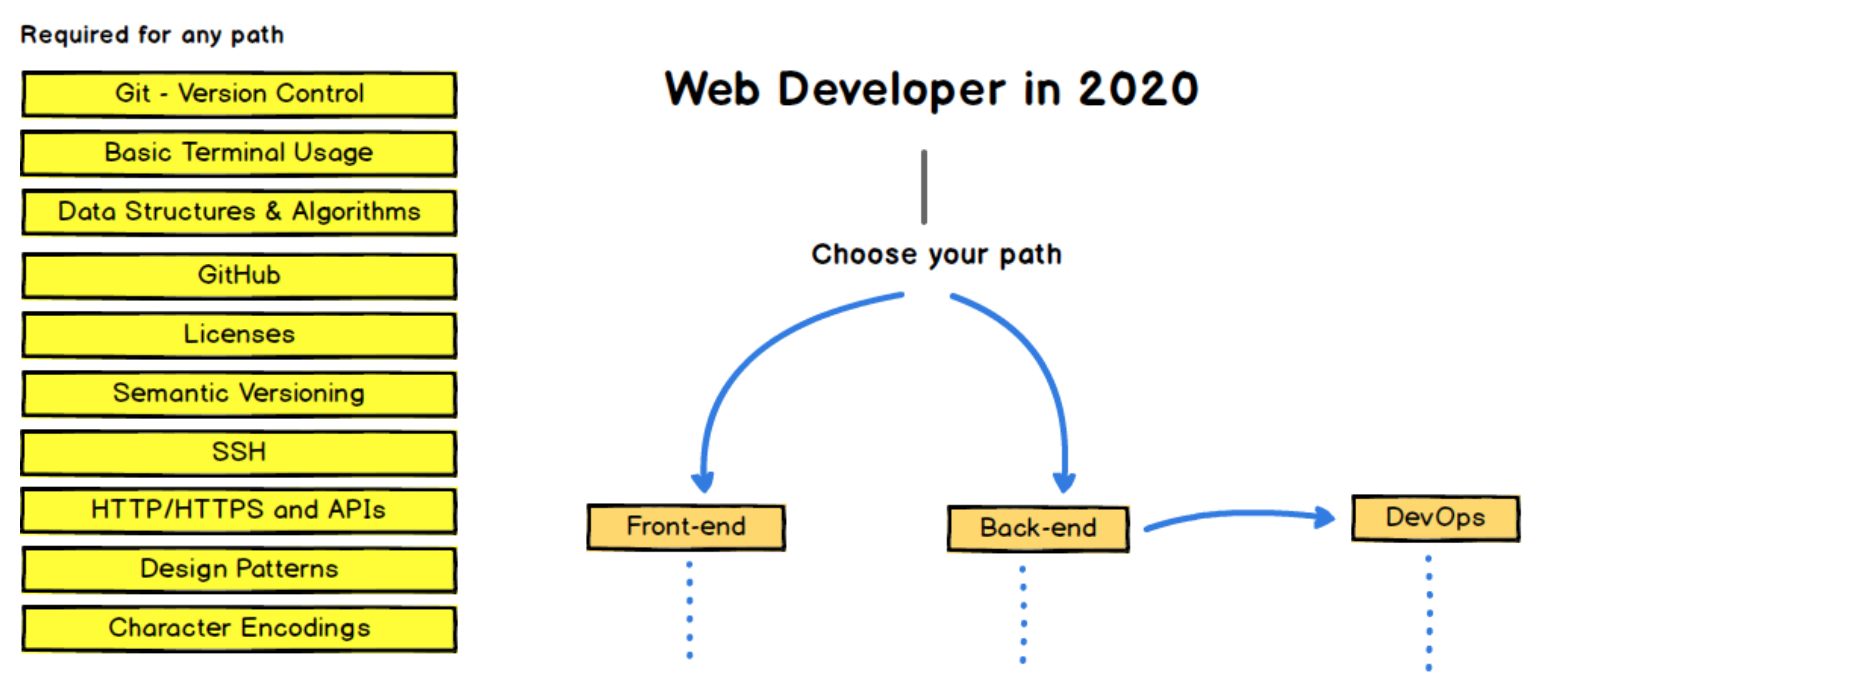 Required for any path
Git - Version Control
Basic Terminal Usage
Data Structures & Algorithms
GitHub
Licenses
Semantic Versioning
SSH
HTTP/HTTPS and APIs
Design Patterns
Character Encodings
Web Developer in 2020
Choose your path
Front-end
Back-end
DevOps